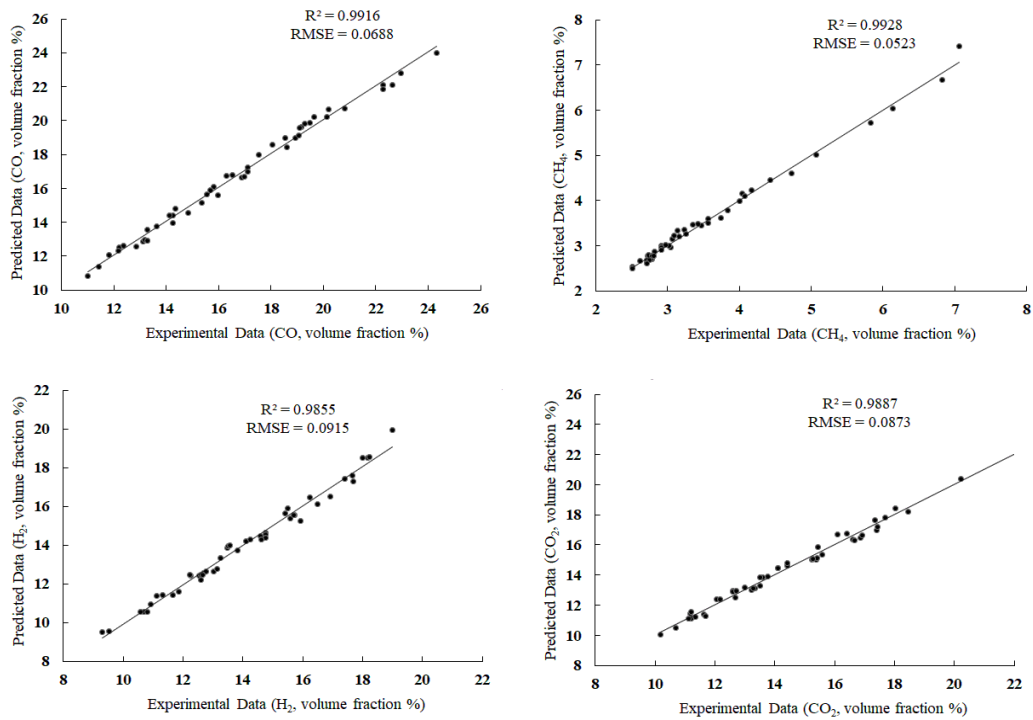 R² = 0.9916
RMSE = 0.0688
Predicted Data (CO, volume fraction %)
26
24
22
20
18
16
14
12
10
10 12 14 16 18 20 22 24 26
Experimental Data (CO, volume fraction %)
R² = 0.9928
RMSE = 0.0523
Predicted Data (CH₄, volume fraction %)
8
7
6
5
4
3
2
2 3 4 5 6 7 8
Experimental Data (CH₄, volume fraction %)
R² = 0.9855
RMSE = 0.0915
Predicted Data (H₂, volume fraction %)
22
20
18
16
14
12
10
8
8 10 12 14 16 18 20 22
Experimental Data (H₂, volume fraction %)
R² = 0.9887
RMSE = 0.0873
Predicted Data (CO₂, volume fraction %)
26
24
22
20
18
16
14
12
10
8
8 10 12 14 16 18 20 22
Experimental Data (CO₂, volume fraction %)